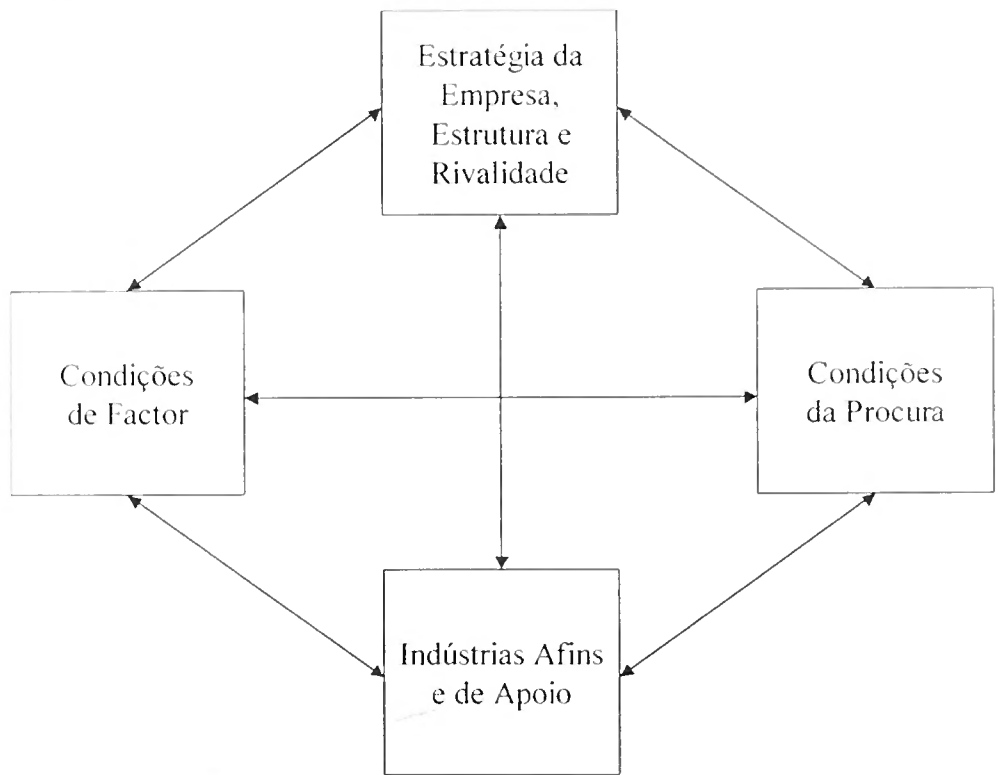 Estratégia da
Empresa,
Estrutura e
Rivalidade
Condições
de Factor
Condições
da Procura
Indústrias Afins
e de Apoio